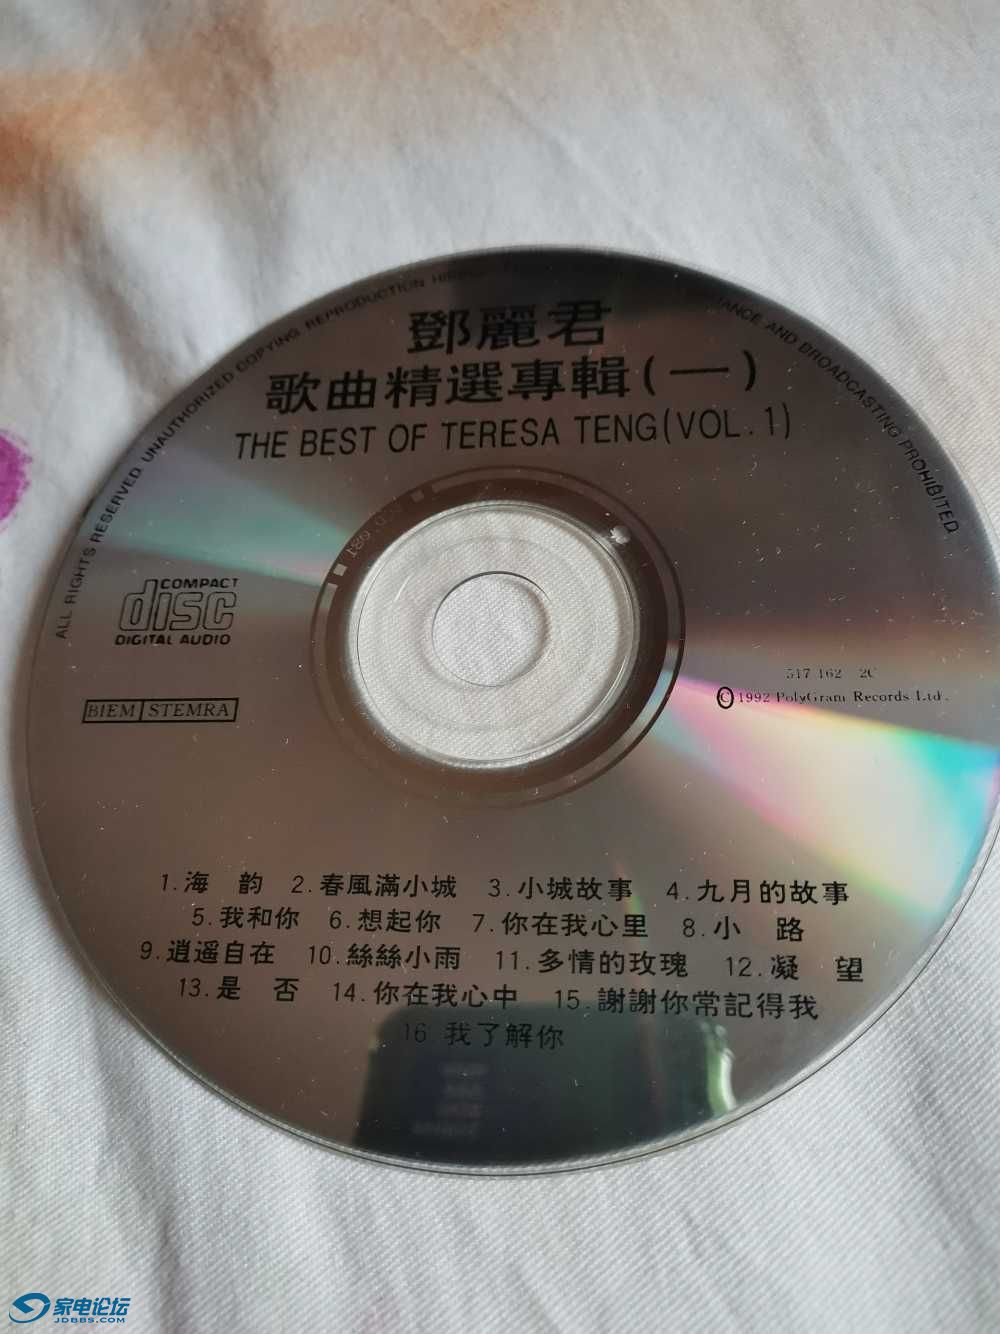 ALL RIGHTS RESERVED. UNAUTHORIZED COPYING, REPRODUCTION, ANCE AND BROADCASTING PROHIBITED.
鄧麗君
歌曲精選專輯(一)
THE BEST OF TERESA TENG(VOL.1)
COMPACT
disc
DIGITAL AUDIO
BIEM STEMRA
517 162 - 2C
© 1992 PolyGram Records Ltd.
1.海 韵 2.春風滿小城 3.小城故事 4.九月的故事
5.我和你 6.想起你 7.你在我心里 8.小 路
9.逍遥自在 10.絲絲小雨 11.多情的玫瑰 12.凝 望
13.是 否 14.你在我心中 15.謝謝你常記得我
16.我了解你
家电论坛
JDBBS.COM